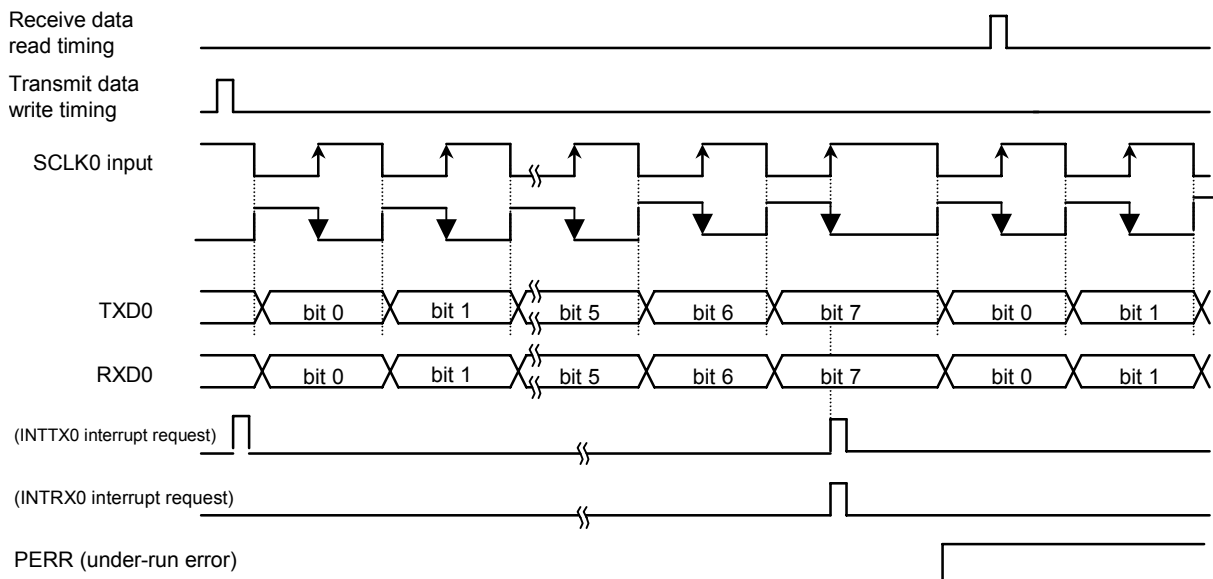 Receive data
read timing
Transmit data
write timing
SCLK0 input
TXD0
bit 0
bit 1
bit 5
bit 6
bit 7
bit 0
bit 1
RXD0
bit 0
bit 1
bit 5
bit 6
bit 7
bit 0
bit 1
(INTTX0 interrupt request)
(INTRX0 interrupt request)
PERR (under-run error)